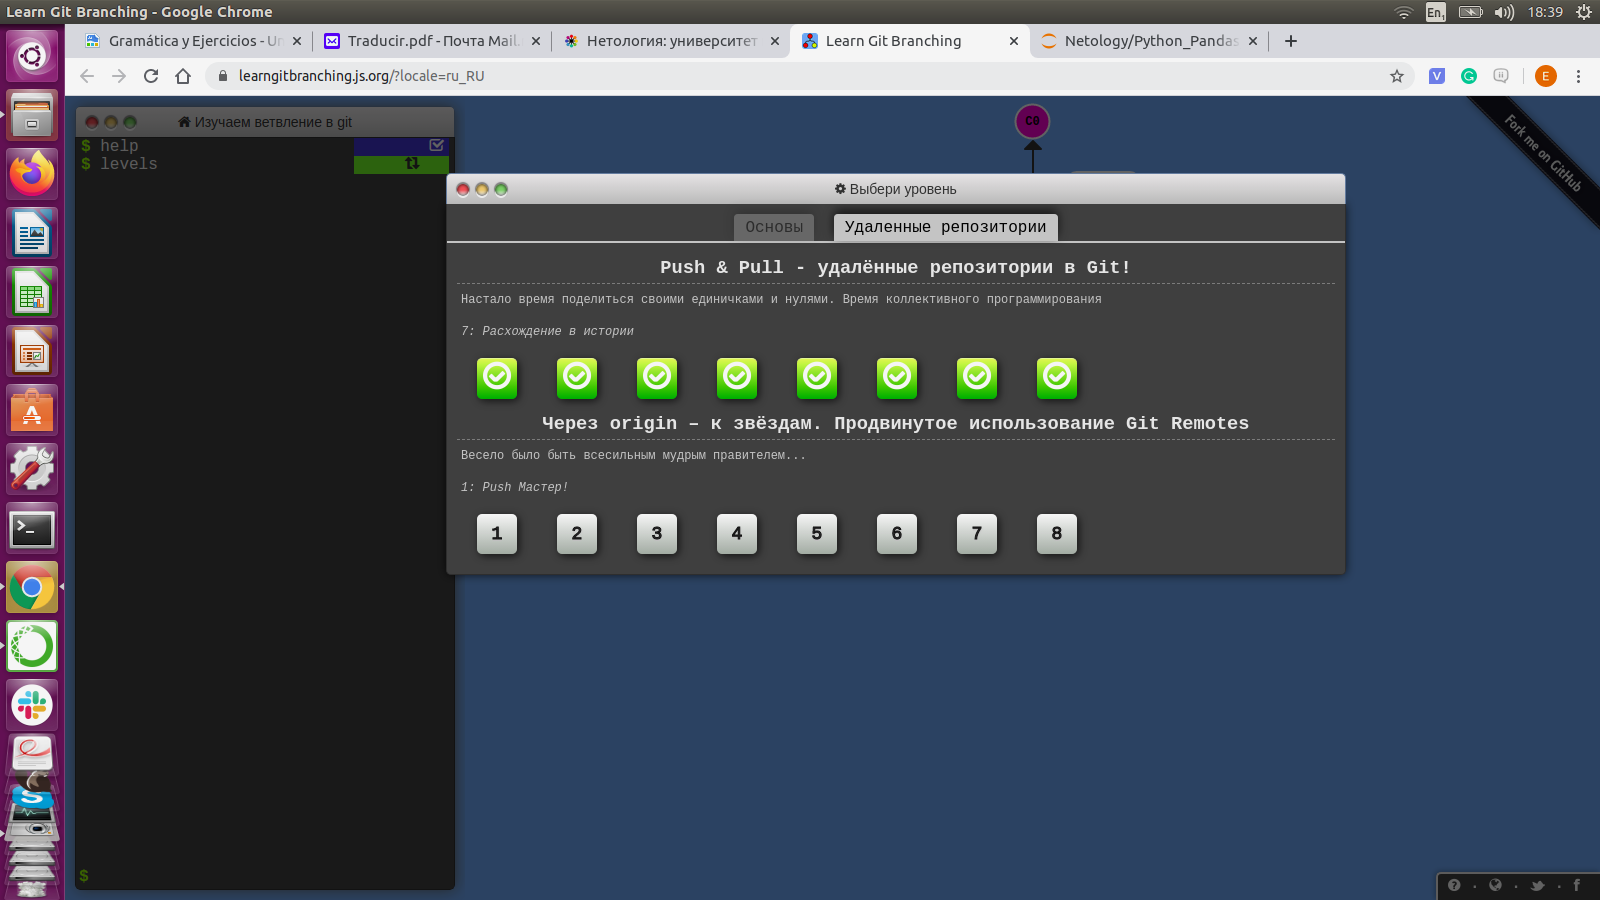 Learn Git Branching - Google Chrome
En1
18:39
Gramática y Ejercicios - Un
Traducir.pdf - Почта Mail.
Нетология: университет
Learn Git Branching
Netology/Python_Pandas
learngitbranching.js.org/?locale=ru_RU
V
E
Изучаем ветвление в git
$ help
$ levels
$
C0
Fork me on GitHub
Выбери уровень
Основы
Удаленные репозитории
Push & Pull - удалённые репозитории в Git!
Настало время поделиться своими единичками и нулями. Время коллективного программирования
7: Расхождение в истории
Через origin – к звёздам. Продвинутое использование Git Remotes
Весело было быть всесильным мудрым правителем...
1: Push Мастер!
1 2 3 4 5 6 7 8